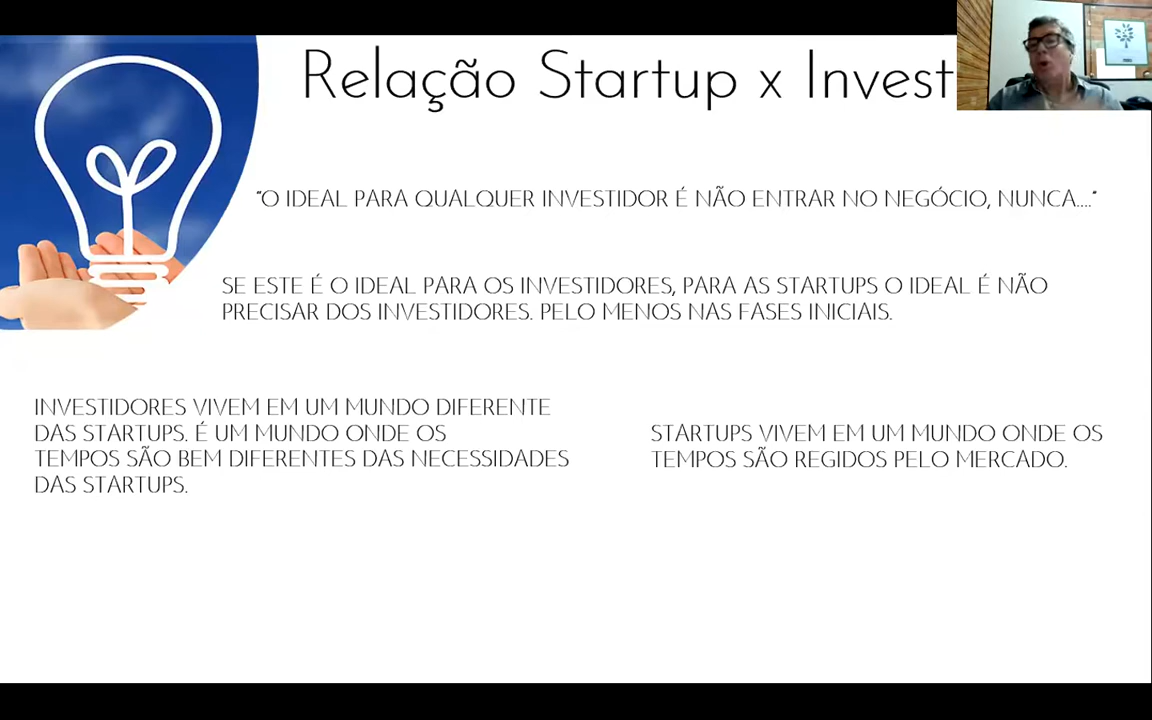 Relação Startup x Invest
"O IDEAL PARA QUALQUER INVESTIDOR É NÃO ENTRAR NO NEGÓCIO, NUNCA...."
SE ESTE É O IDEAL PARA OS INVESTIDORES, PARA AS STARTUPS O IDEAL É NÃO
PRECISAR DOS INVESTIDORES. PELO MENOS NAS FASES INICIAIS.
INVESTIDORES VIVEM EM UM MUNDO DIFERENTE
DAS STARTUPS. É UM MUNDO ONDE OS
TEMPOS SÃO BEM DIFERENTES DAS NECESSIDADES
DAS STARTUPS.
STARTUPS VIVEM EM UM MUNDO ONDE OS
TEMPOS SÃO REGIDOS PELO MERCADO.